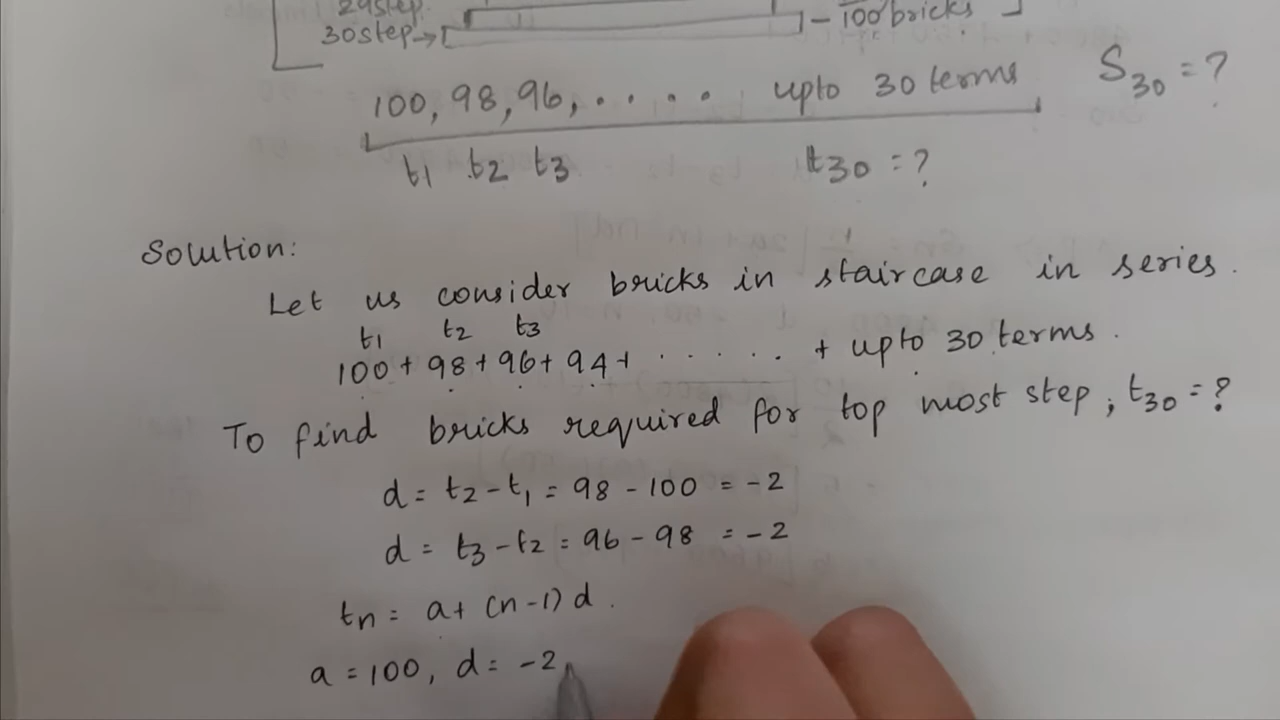 29step.
30step→ - 100 bricks
100, 98, 96, ..... upto 30 terms S30 = ?
t1 t2 t3 t30 = ?
Solution:
Let us consider bricks in staircase in series.
t1 t2 t3
100 + 98 + 96 + 94 + ...... + upto 30 terms.
To find bricks required for top most step, t30 = ?
d = t2 - t1 = 98 - 100 = -2
d = t3 - t2 = 96 - 98 = -2
tn = a + (n-1) d.
a = 100, d = -2